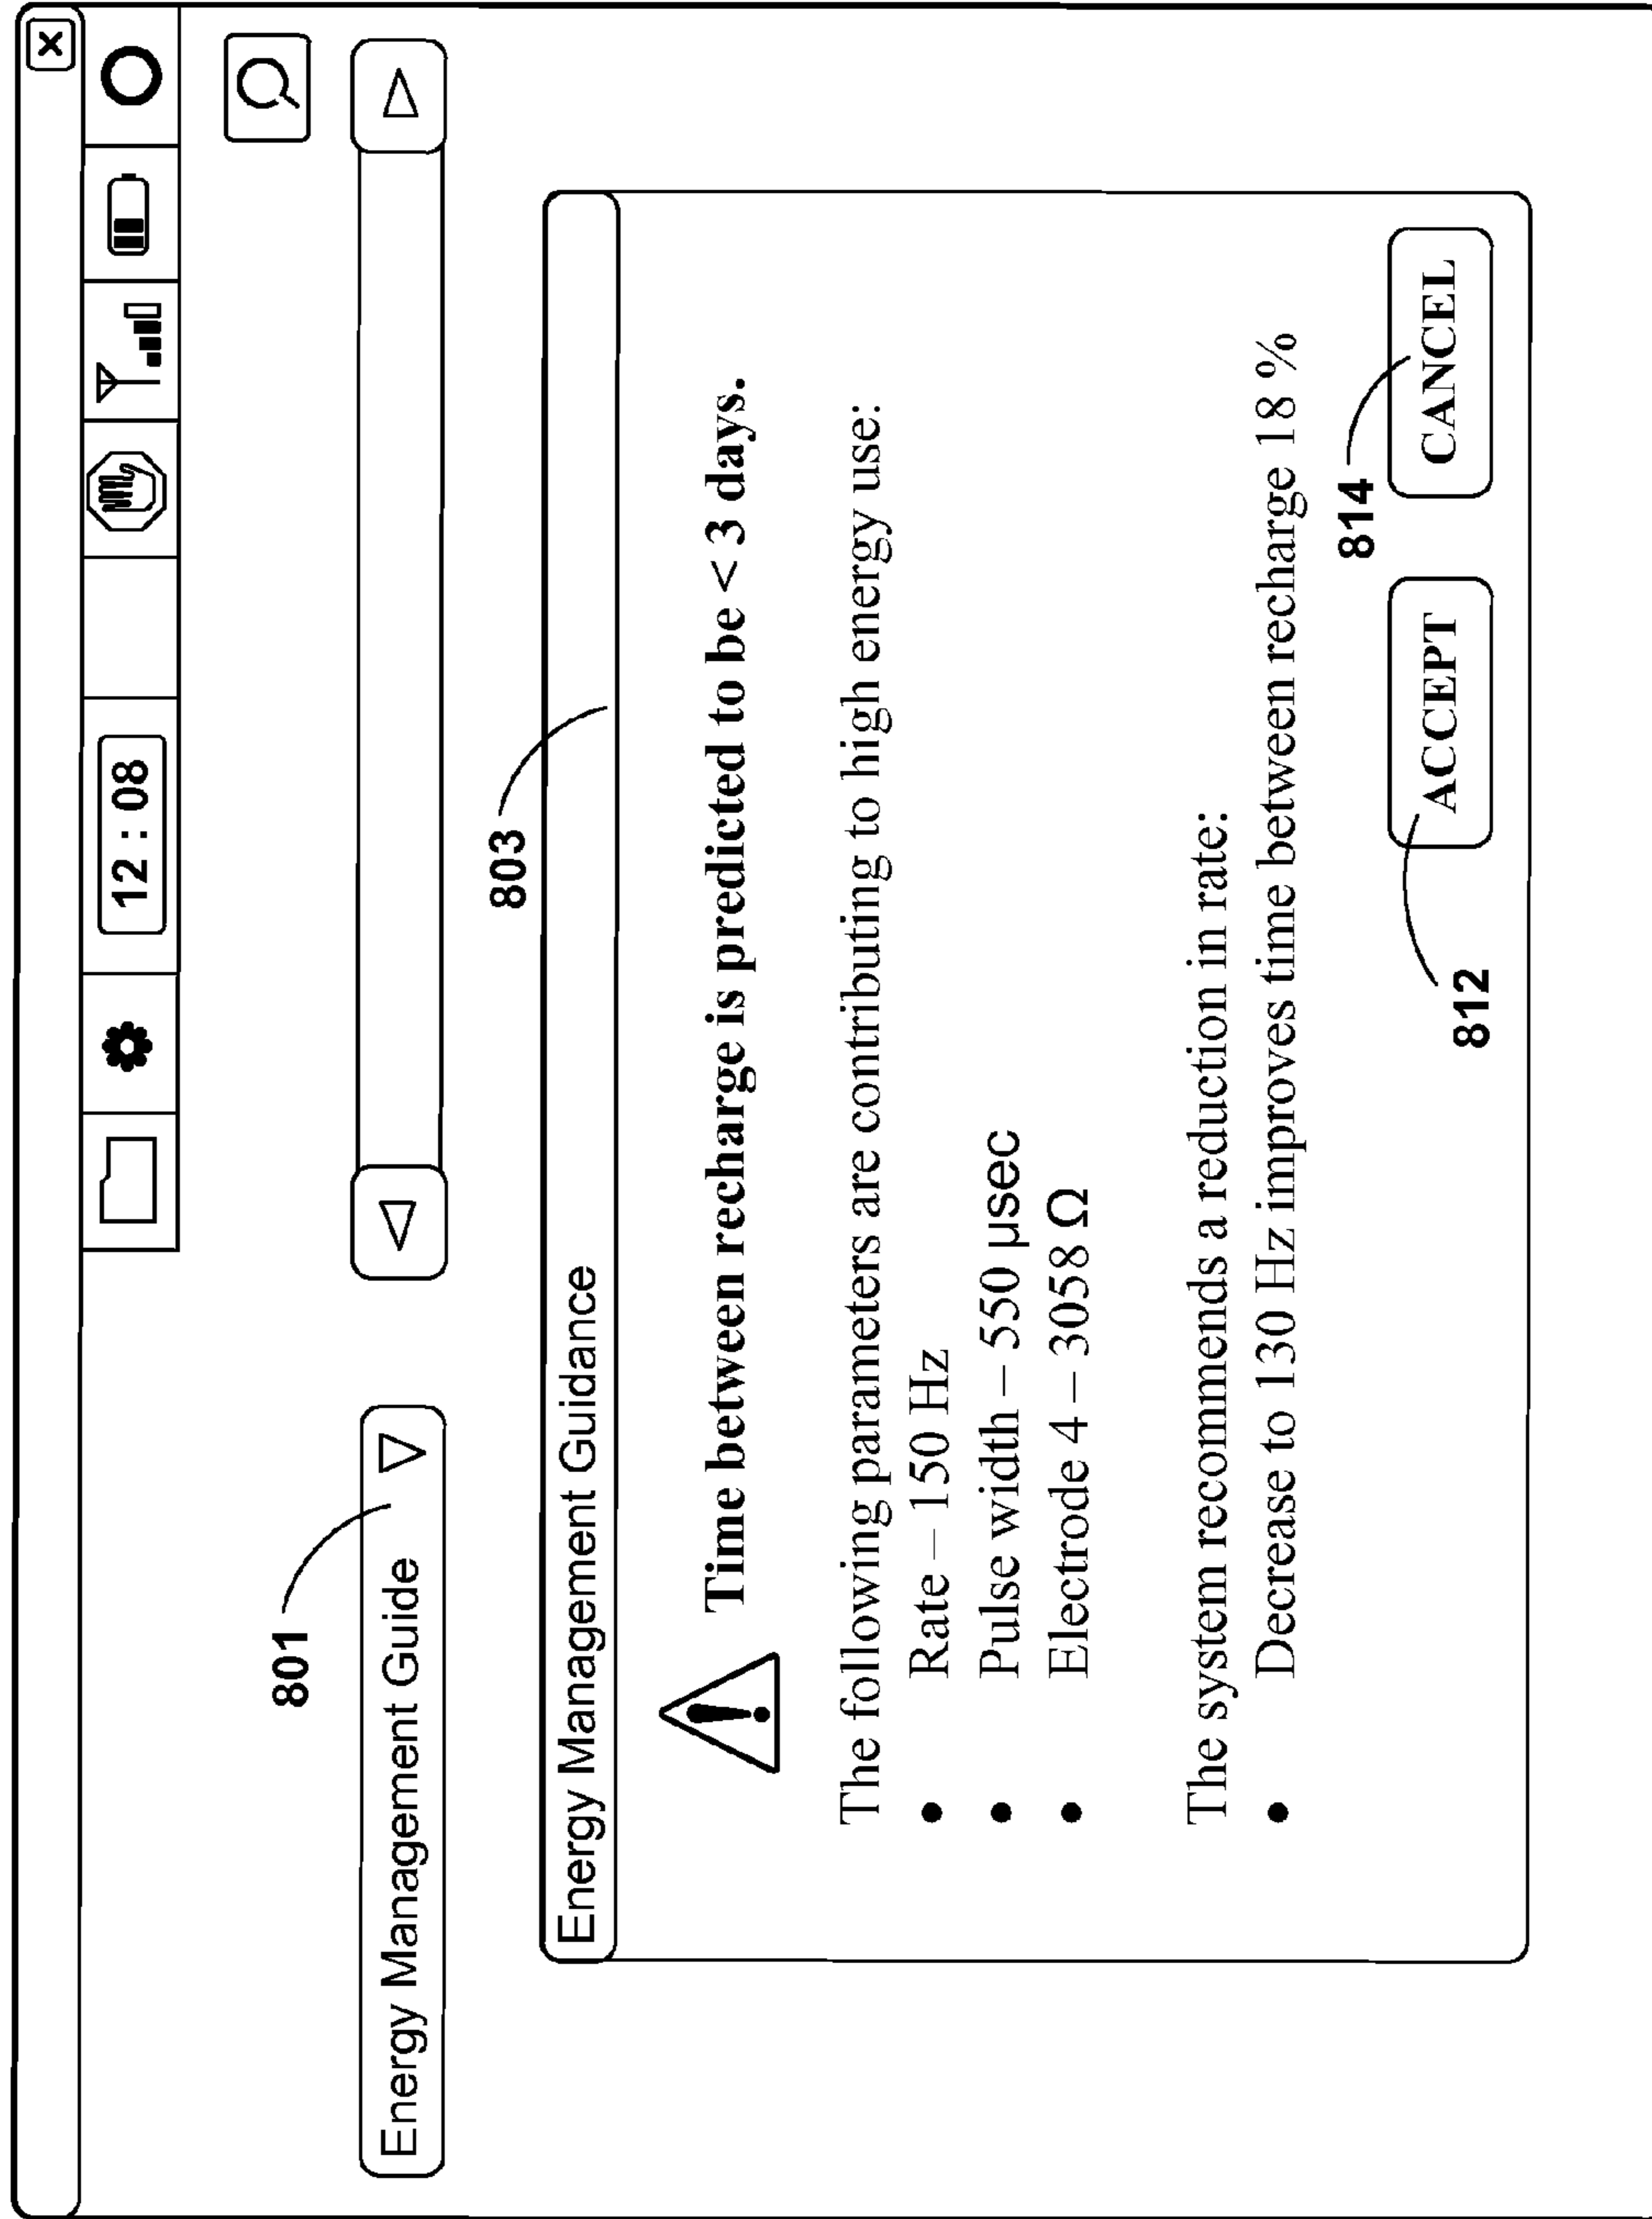 ×
12 : 08
801
Energy Management Guide
803
Energy Management Guidance
Time between recharge is predicted to be < 3 days.
The following parameters are contributing to high energy use:
• Rate – 150 Hz
• Pulse width – 550 µsec
• Electrode 4 – 3058 Ω
The system recommends a reduction in rate:
• Decrease to 130 Hz improves time between recharge 18 %
814
ACCEPT
CANCEL
812